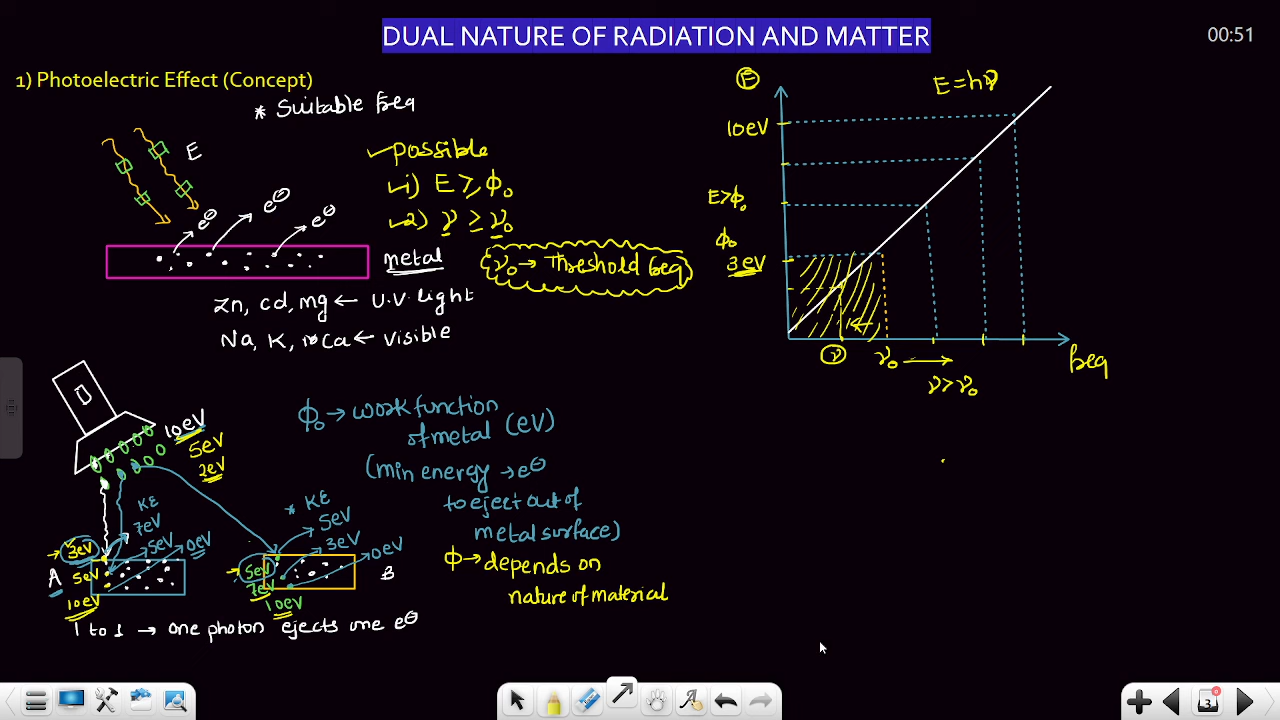 DUAL NATURE OF RADIATION AND MATTER
00:51
1) Photoelectric Effect (Concept)
* Suitable freq
E
e⊖
e⊖
e⊖
✓possible
✓i) E ≥ ϕ₀
✓2) ν ≥ ν₀
metal
ν₀ → Threshold freq
Zn, cd, mg ← U.V. light
Na, K, Ca ← Visible
E
E = hν
10eV
E > ϕ₀
ϕ₀
3eV
ν
ν₀ →
ν > ν₀
freq
10eV
5eV
2eV
ϕ₀ → work function
of metal (eV)
(min energy → e⊖
to eject out of
metal surface)
ϕ → depends on
nature of material
KE
7eV
5eV
0eV
→ 3eV
A
5eV
10eV
* KE
5eV
3eV
0eV
→ 5eV
7eV
10eV
B
1 to 1 → one photon ejects one e⊖
3